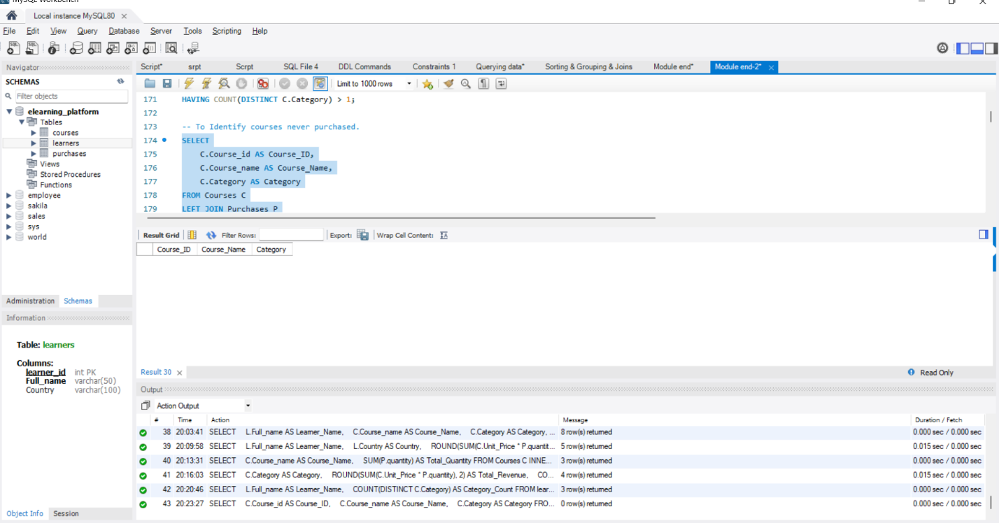 MySQL Workbench
Local instance MySQL80
File Edit View Query Database Server Tools Scripting Help
Navigator
SCHEMAS
Filter objects
elearning_platform
Tables
courses
learners
purchases
Views
Stored Procedures
Functions
employee
sakila
sales
sys
world
Administration Schemas
Information
Table: learners
Columns:
learner_id int PK
Full_name varchar(50)
Country varchar(100)
Object Info Session
Script* srpt Scrpt SQL File 4 DDL Commands Constraints 1 Querying data* Sorting & Grouping & Joins Module end* Module end-2*
Limit to 1000 rows
171 HAVING COUNT(DISTINCT C.Category) > 1;
172
173 -- To Identify courses never purchased.
174 SELECT
175 C.Course_id AS Course_ID,
176 C.Course_name AS Course_Name,
177 C.Category AS Category
178 FROM Courses C
179 LEFT JOIN Purchases P
Result Grid Filter Rows: Export: Wrap Cell Content:
Course_ID Course_Name Category
Result 30
Read Only
Output
Action Output
# Time Action Message Duration / Fetch
38 20:03:41 SELECT L.Full_name AS Learner_Name, C.Course_name AS Course_Name, C.Category AS Category, ... 8 row(s) returned 0.000 sec / 0.000 sec
39 20:09:58 SELECT L.Full_name AS Learner_Name, L.Country AS Country, ROUND(SUM(C.Unit_Price * P.quantit... 5 row(s) returned 0.015 sec / 0.000 sec
40 20:13:31 SELECT C.Course_name AS Course_Name, SUM(P.quantity) AS Total_Quantity FROM Courses C INNE... 3 row(s) returned 0.000 sec / 0.000 sec
41 20:16:03 SELECT C.Category AS Category, ROUND(SUM(C.Unit_Price * P.quantity), 2) AS Total_Revenue, CO... 4 row(s) returned 0.015 sec / 0.000 sec
42 20:20:46 SELECT L.Full_name AS Learner_Name, COUNT(DISTINCT C.Category) AS Category_Count FROM lear... 3 row(s) returned 0.000 sec / 0.000 sec
43 20:23:27 SELECT C.Course_id AS Course_ID, C.Course_name AS Course_Name, C.Category AS Category FRO... 0 row(s) returned 0.000 sec / 0.000 sec